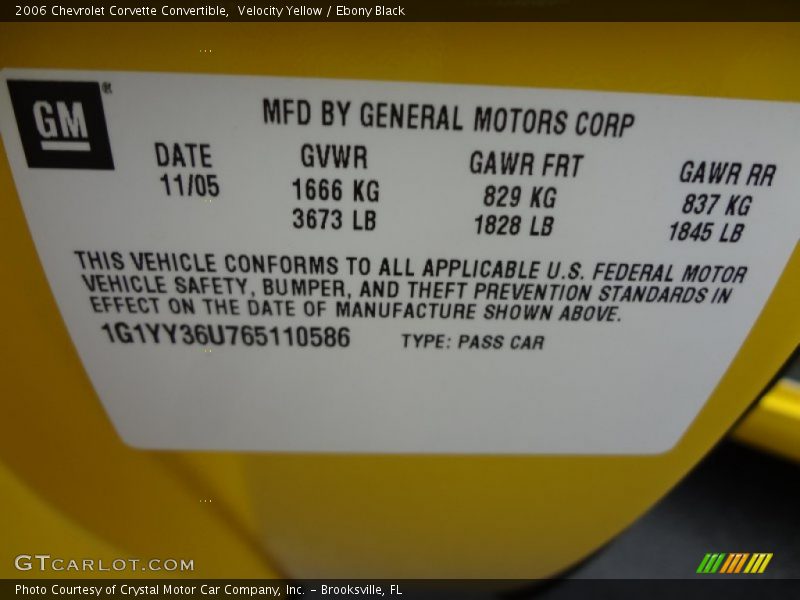 2006 Chevrolet Corvette Convertible,  Velocity Yellow / Ebony Black
GM®
MFD BY GENERAL MOTORS CORP
DATE GVWR GAWR FRT GAWR RR
11/05 1666 KG 829 KG 837 KG
3673 LB 1828 LB 1845 LB
THIS VEHICLE CONFORMS TO ALL APPLICABLE U.S. FEDERAL MOTOR
VEHICLE SAFETY, BUMPER, AND THEFT PREVENTION STANDARDS IN
EFFECT ON THE DATE OF MANUFACTURE SHOWN ABOVE.
1G1YY36U765110586 TYPE: PASS CAR
GTCARLOT.COM
Photo Courtesy of Crystal Motor Car Company, Inc. – Brooksville, FL